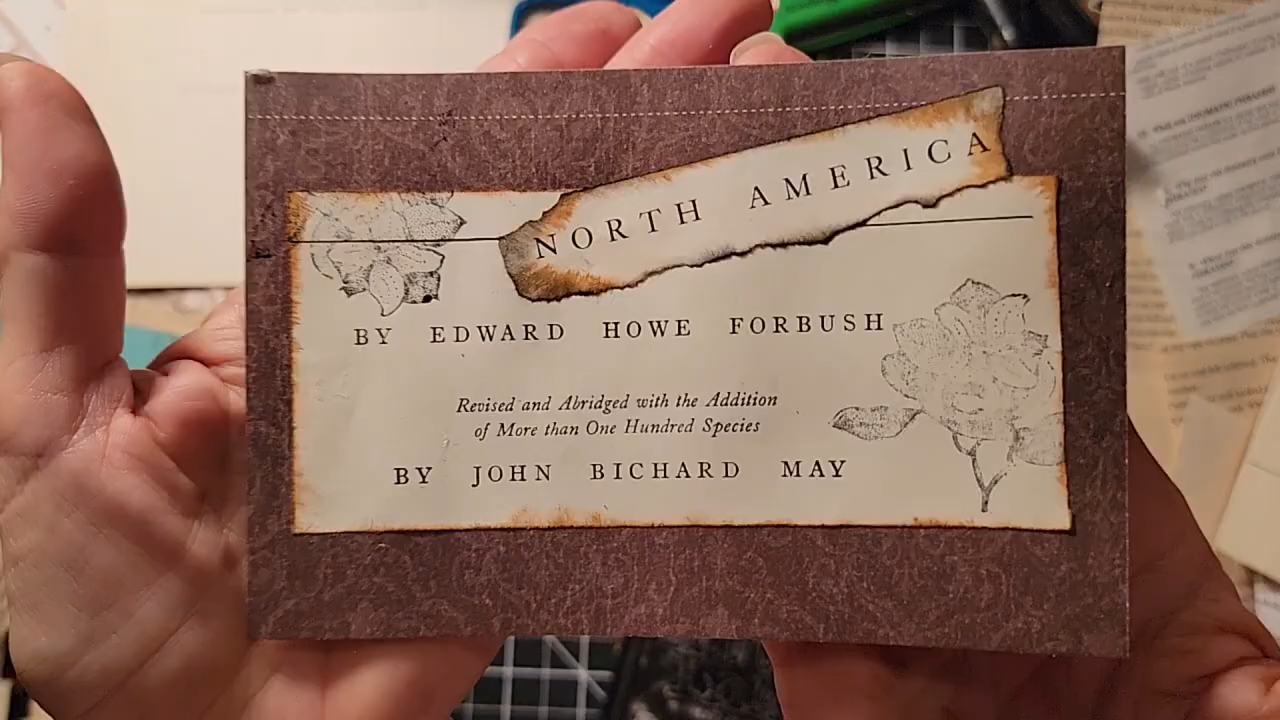 NORTH AMERICA
BY EDWARD HOWE FORBUSH
Revised and Abridged with the Addition
of More than One Hundred Species
BY JOHN BICHARD MAY